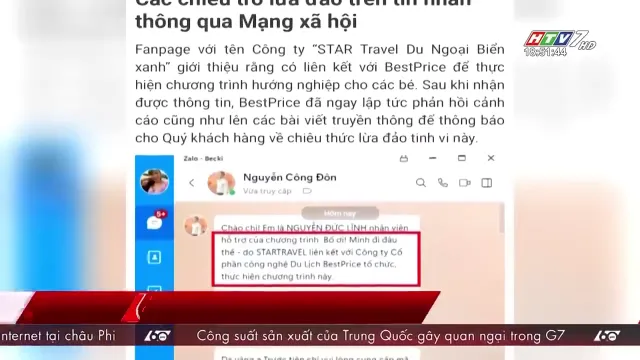 Các chiêu trò lừa đảo trên tin nhắn
thông qua Mạng xã hội
HTV7 HD
18:51:44
Fanpage với tên Công ty “STAR Travel Du Ngoại Biển
xanh” giới thiệu rằng có liên kết với BestPrice để thực
hiện chương trình hướng nghiệp cho các bé. Sau khi nhận
được thông tin, BestPrice đã ngay lập tức phản hồi cảnh
cáo cũng như lên các bài viết truyền thông để thông báo
cho Quý khách hàng về chiêu thức lừa đảo tinh vi này.
Zalo - Becki
Nguyễn Công Đôn
Vừa truy cập
5+
Hôm nay
Chào chị! Em là NGUYỄN ĐỨC LĨNH nhân viên
hỗ trợ của chương trình Bố ơi! Mình đi đâu
thế - do STARTRAVEL liên kết với Công ty Cổ
phần công nghệ Du Lịch BestPrice tổ chức,
thực hiện chương trình này.
internet tại châu Phi
60
Công suất sản xuất của Trung Quốc gây quan ngại trong G7
60